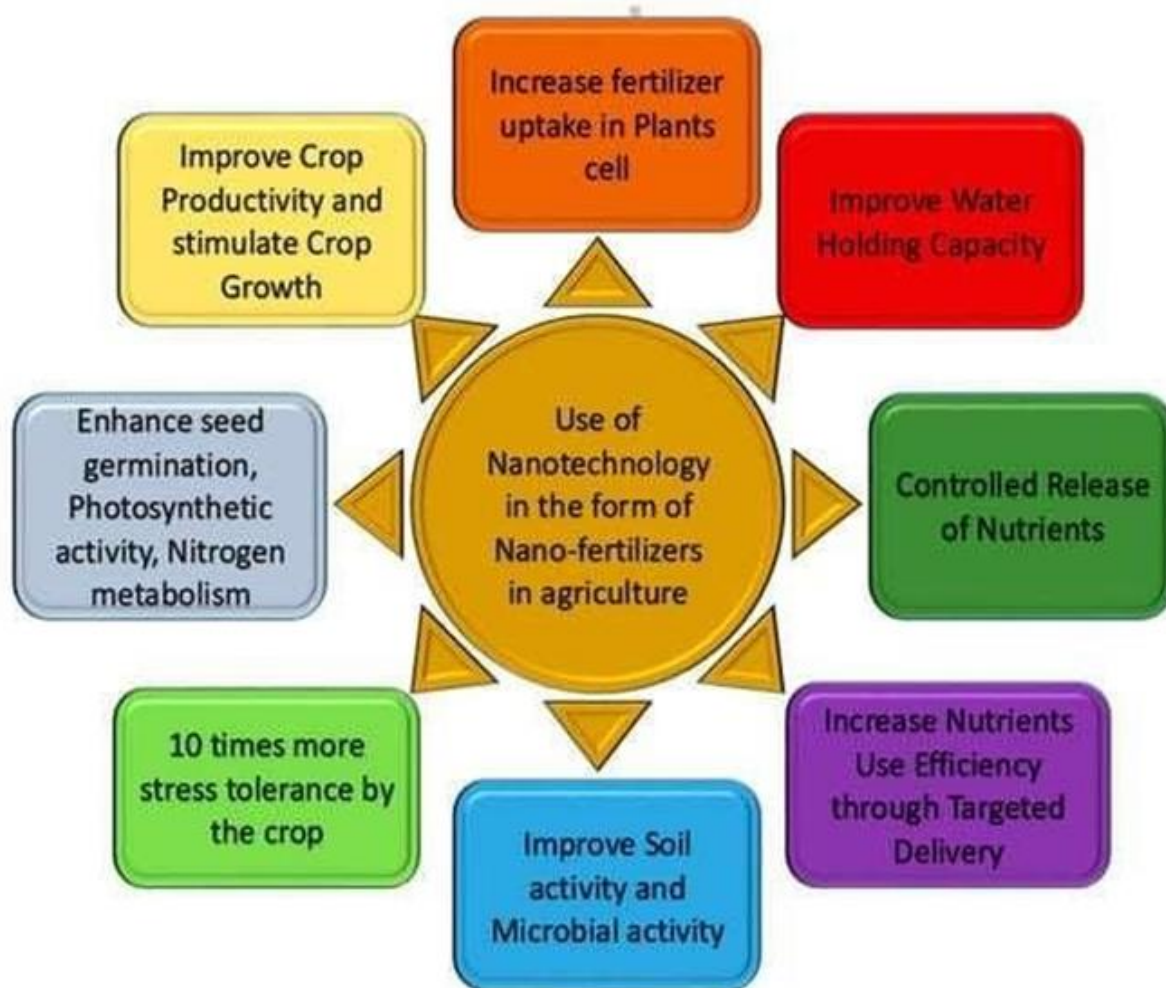 Increase fertilizer
uptake in Plants
cell
Improve Water
Holding Capacity
Controlled Release
of Nutrients
Increase Nutrients
Use Efficiency
through Targeted
Delivery
Improve Soil
activity and
Microbial activity
10 times more
stress tolerance by
the crop
Enhance seed
germination,
Photosynthetic
activity, Nitrogen
metabolism
Improve Crop
Productivity and
stimulate Crop
Growth
Use of
Nanotechnology
in the form of
Nano-fertilizers
in agriculture